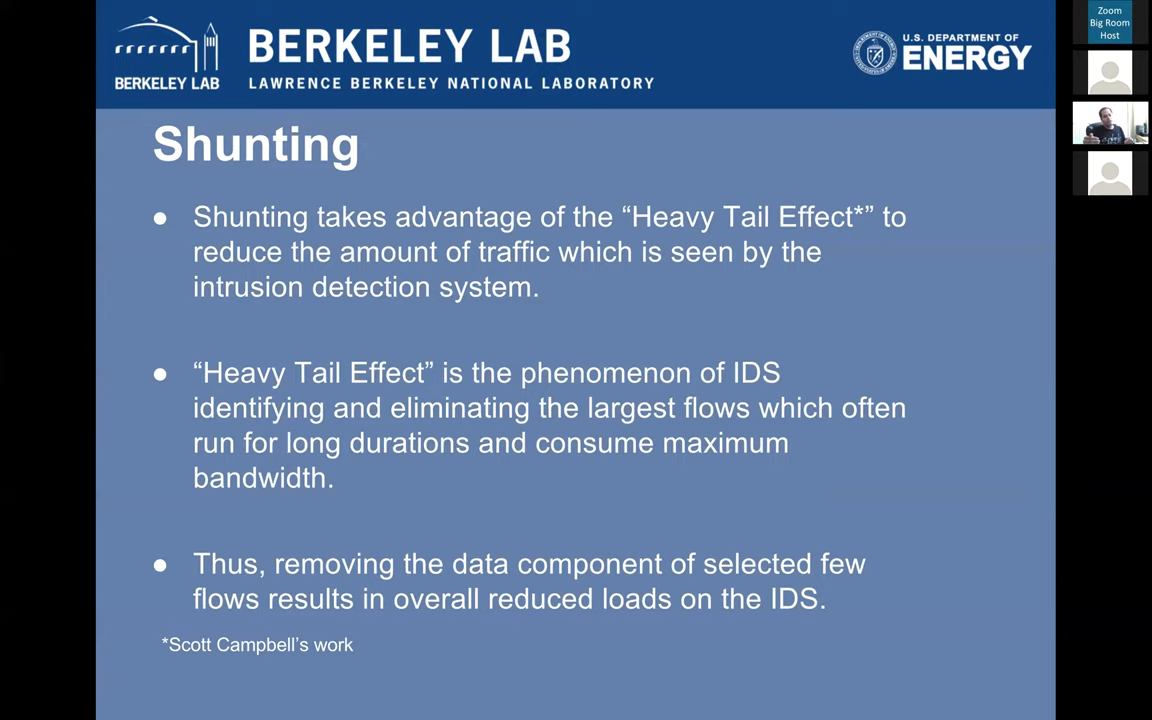 BERKELEY LAB
BERKELEY LAB
LAWRENCE BERKELEY NATIONAL LABORATORY
U.S. DEPARTMENT OF
ENERGY
Zoom
Big Room
Host
Shunting
● Shunting takes advantage of the “Heavy Tail Effect*” to
reduce the amount of traffic which is seen by the
intrusion detection system.
● “Heavy Tail Effect” is the phenomenon of IDS
identifying and eliminating the largest flows which often
run for long durations and consume maximum
bandwidth.
● Thus, removing the data component of selected few
flows results in overall reduced loads on the IDS.
*Scott Campbell’s work